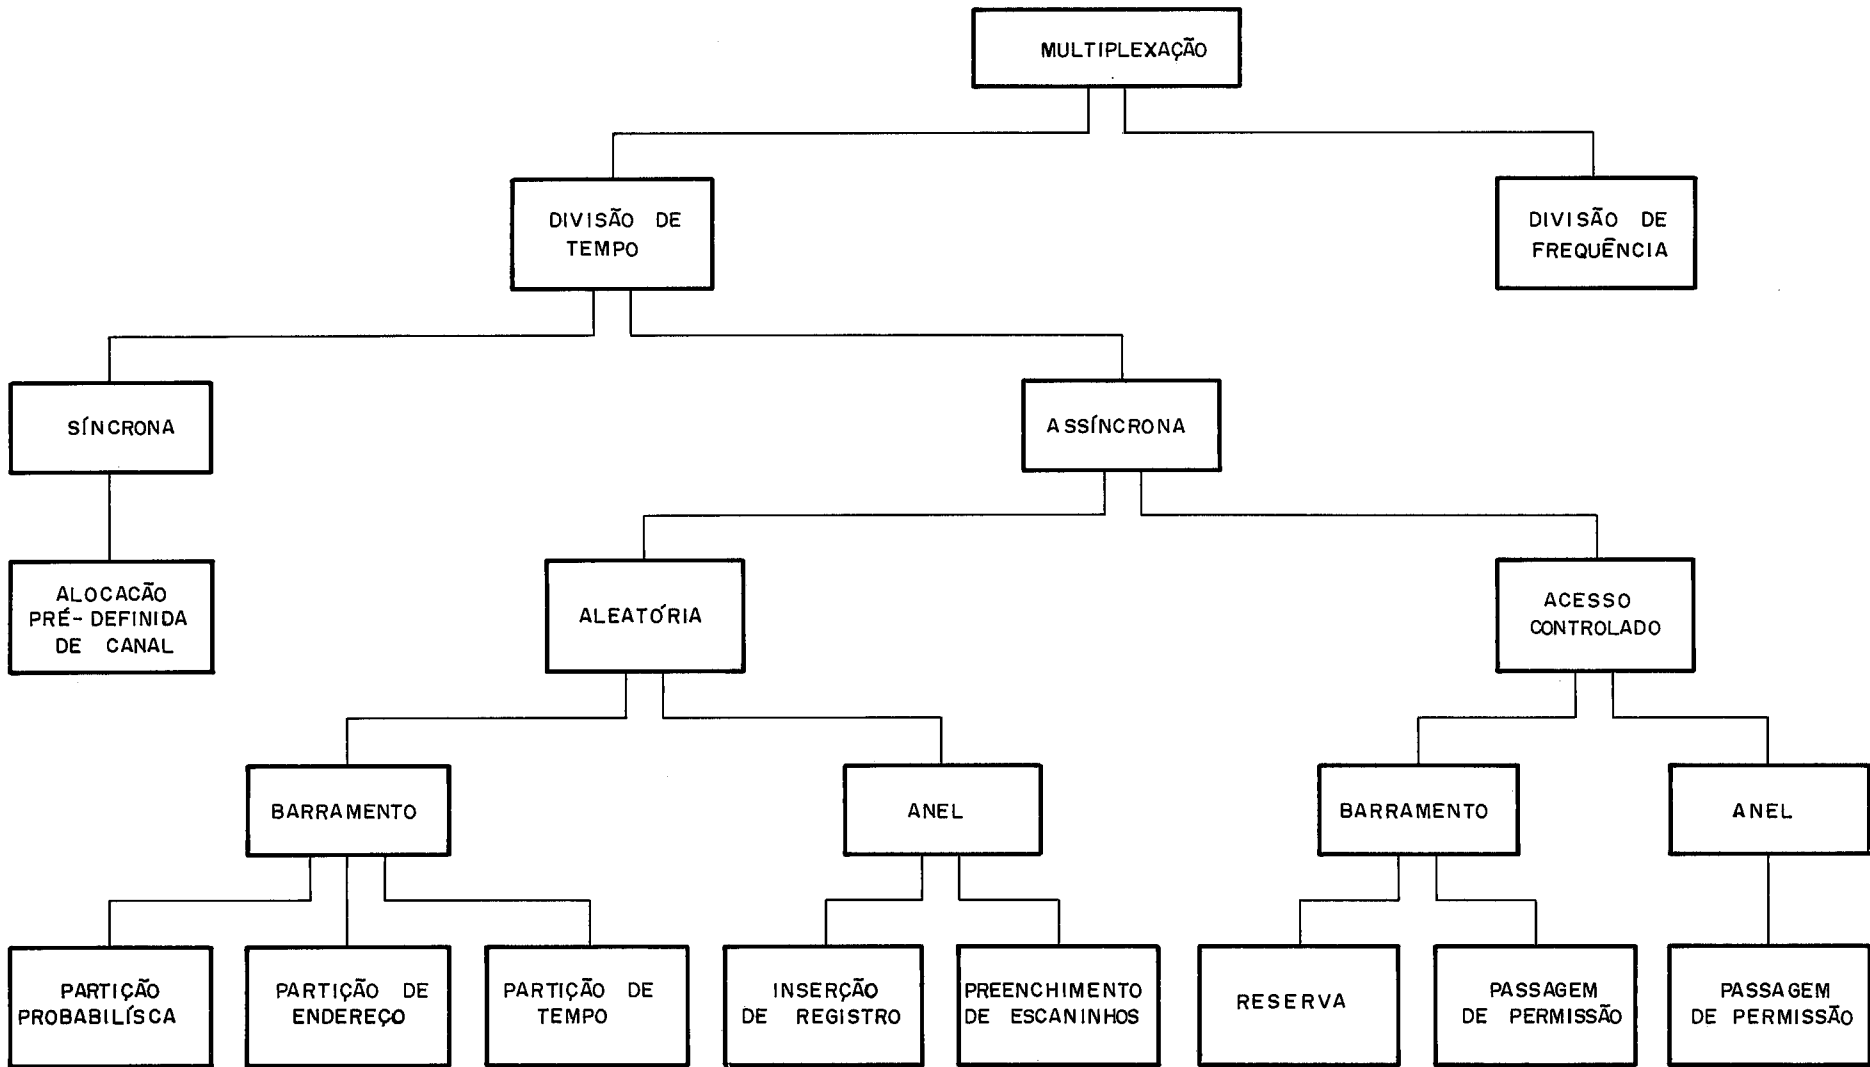 MULTIPLEXAÇÃO
DIVISÃO DE
TEMPO
DIVISÃO DE
FREQUÊNCIA
SÍNCRONA
ASSÍNCRONA
ALOCACÃO
PRÉ-DEFINIDA
DE CANAL
ALEATÓRIA
ACESSO
CONTROLADO
BARRAMENTO
ANEL
BARRAMENTO
ANEL
PARTIÇÃO
PROBABILÍSCA
PARTIÇÃO DE
ENDEREÇO
PARTIÇÃO DE
TEMPO
INSERÇÃO
DE REGISTRO
PREENCHIMENTO
DE ESCANINHOS
RESERVA
PASSAGEM
DE PERMISSÃO
PASSAGEM
DE PERMISSÃO